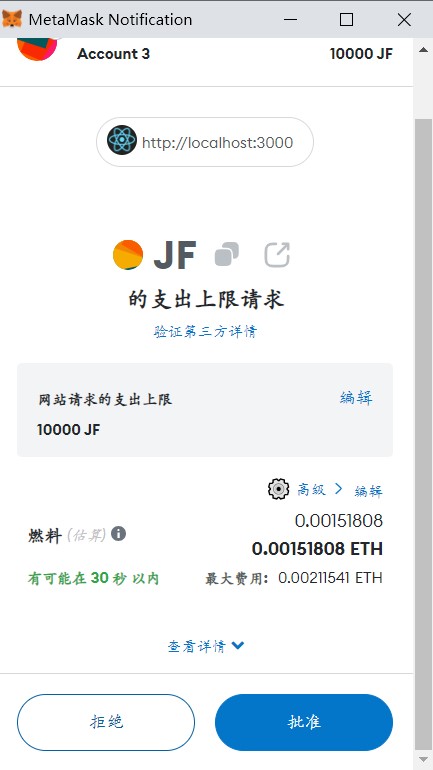 MetaMask Notification
Account 3 10000 JF
http://localhost:3000
JF
的支出上限请求
验证第三方详情
网站请求的支出上限 编辑
10000 JF
高級 编辑
0.00151808
燃料 (估算) 0.00151808 ETH
有可能在 30 秒 以内 最大费用: 0.00211541 ETH
查看详情
拒绝 批准